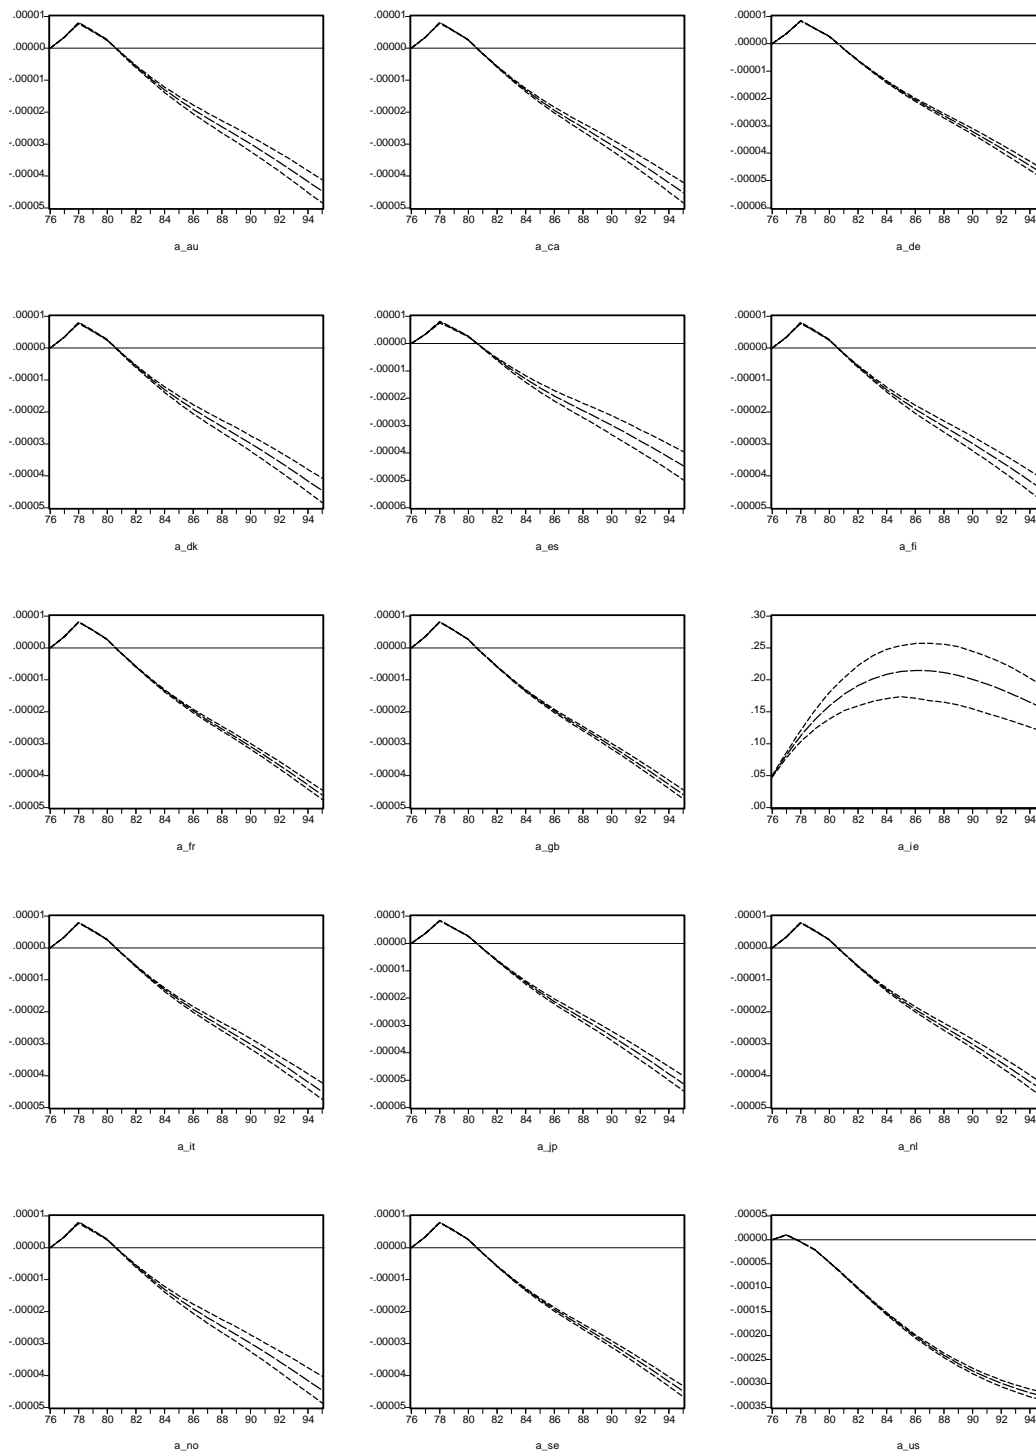 .00001 .00001 .00001
.00000 .00000 .00000
-.00001 -.00001 -.00001
-.00002 -.00002 -.00002
-.00003 -.00003 -.00003
-.00004 -.00004 -.00004
-.00005 -.00005 -.00005
-.00006
76 78 80 82 84 86 88 90 92 94 76 78 80 82 84 86 88 90 92 94 76 78 80 82 84 86 88 90 92 94
a_au a_ca a_de
.00001 .00001 .00001
.00000 .00000 .00000
-.00001 -.00001 -.00001
-.00002 -.00002 -.00002
-.00003 -.00003 -.00003
-.00004 -.00004 -.00004
-.00005 -.00005 -.00005
-.00006
76 78 80 82 84 86 88 90 92 94 76 78 80 82 84 86 88 90 92 94 76 78 80 82 84 86 88 90 92 94
a_dk a_es a_fi
.00001 .00001 .30
.00000 .00000 .25
-.00001 -.00001 .20
-.00002 -.00002 .15
-.00003 -.00003 .10
-.00004 -.00004 .05
-.00005 -.00005 .00
76 78 80 82 84 86 88 90 92 94 76 78 80 82 84 86 88 90 92 94 76 78 80 82 84 86 88 90 92 94
a_fr a_gb a_ie
.00001 .00001 .00001
.00000 .00000 .00000
-.00001 -.00001 -.00001
-.00002 -.00002 -.00002
-.00003 -.00003 -.00003
-.00004 -.00004 -.00004
-.00005 -.00005 -.00005
-.00006
76 78 80 82 84 86 88 90 92 94 76 78 80 82 84 86 88 90 92 94 76 78 80 82 84 86 88 90 92 94
a_it a_jp a_nl
.00001 .00001 .00005
.00000 .00000 .00000
-.00001 -.00001 -.00005
-.00002 -.00002 -.00010
-.00003 -.00003 -.00015
-.00004 -.00004 -.00020
-.00005 -.00005 -.00025
-.00030
-.00035
76 78 80 82 84 86 88 90 92 94 76 78 80 82 84 86 88 90 92 94 76 78 80 82 84 86 88 90 92 94
a_no a_se a_us